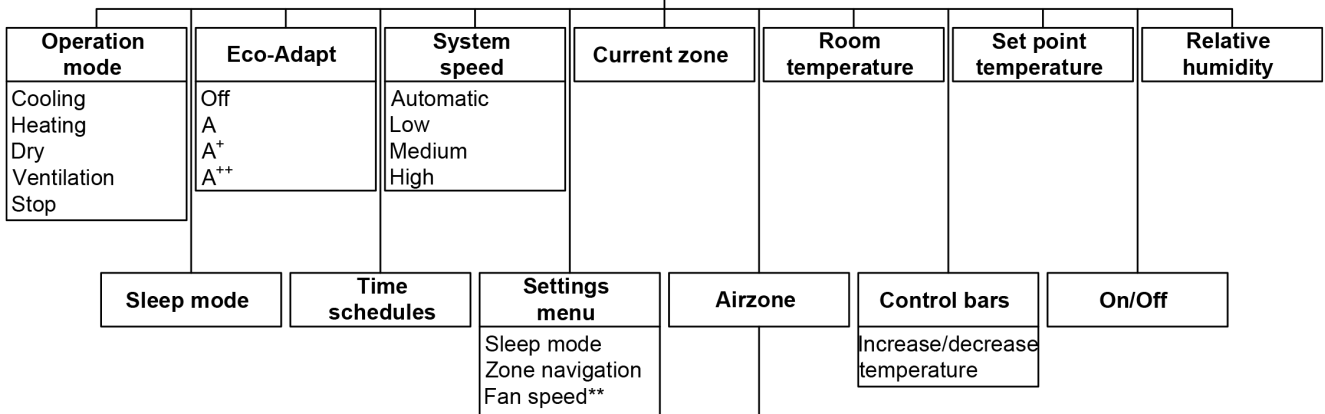 Operation
mode
Cooling
Heating
Dry
Ventilation
Stop
Eco-Adapt
Off
A
A⁺
A⁺⁺
System
speed
Automatic
Low
Medium
High
Current zone
Room
temperature
Set point
temperature
Relative
humidity
Sleep mode
Time
schedules
Settings
menu
Sleep mode
Zone navigation
Fan speed**
Airzone
Control bars
Increase/decrease
temperature
On/Off